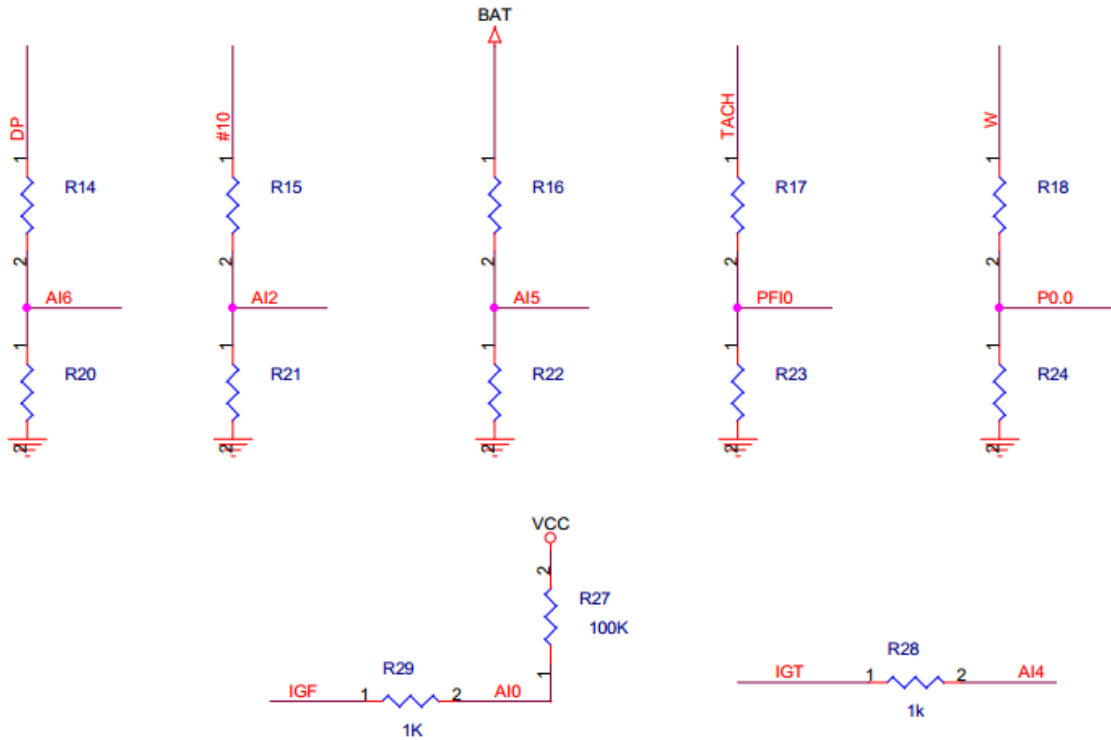 BAT
DP #10 TACH W
1 1 1 1 1
R14 R15 R16 R17 R18
2 2 2 2 2
AI6 AI2 AI5 PFI0 P0.0
1 1 1 1 1
R20 R21 R22 R23 R24
2 2 2 2 2
VCC
2
R27
100K
R29 R28
IGF 1 2 AI0 1 IGT 1 2 AI4
1K 1k